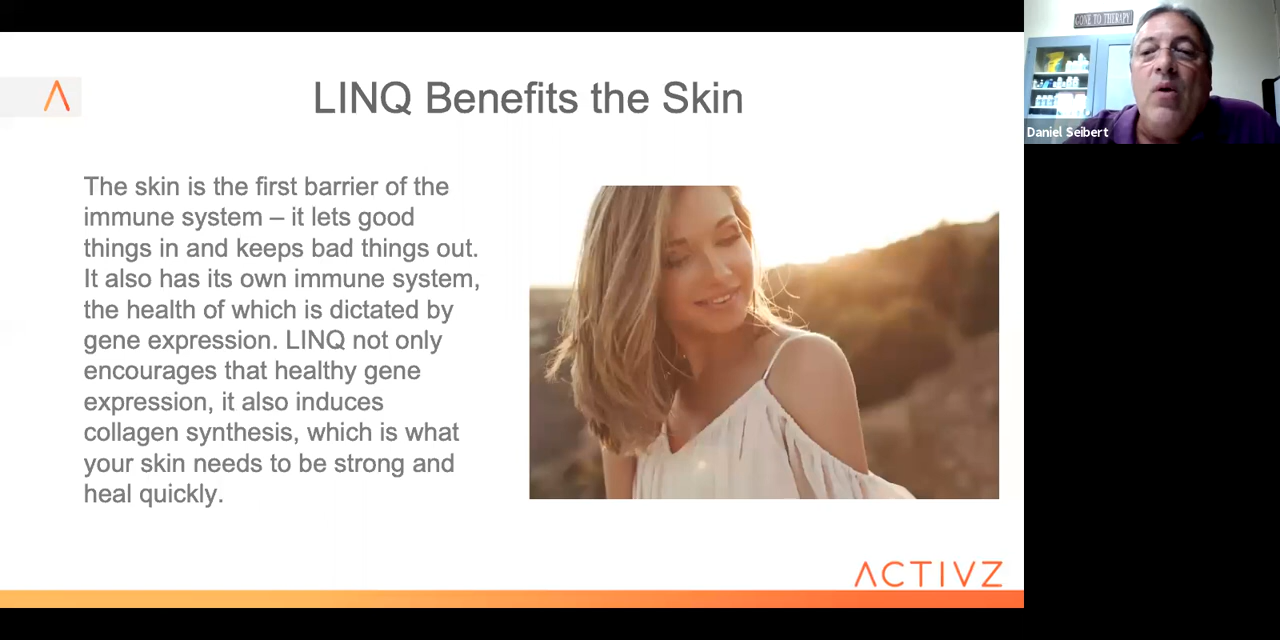 LINQ Benefits the Skin
The skin is the first barrier of the
immune system – it lets good
things in and keeps bad things out.
It also has its own immune system,
the health of which is dictated by
gene expression. LINQ not only
encourages that healthy gene
expression, it also induces
collagen synthesis, which is what
your skin needs to be strong and
heal quickly.
ACTIVZ
GONE TO THERAPY
Daniel Seibert